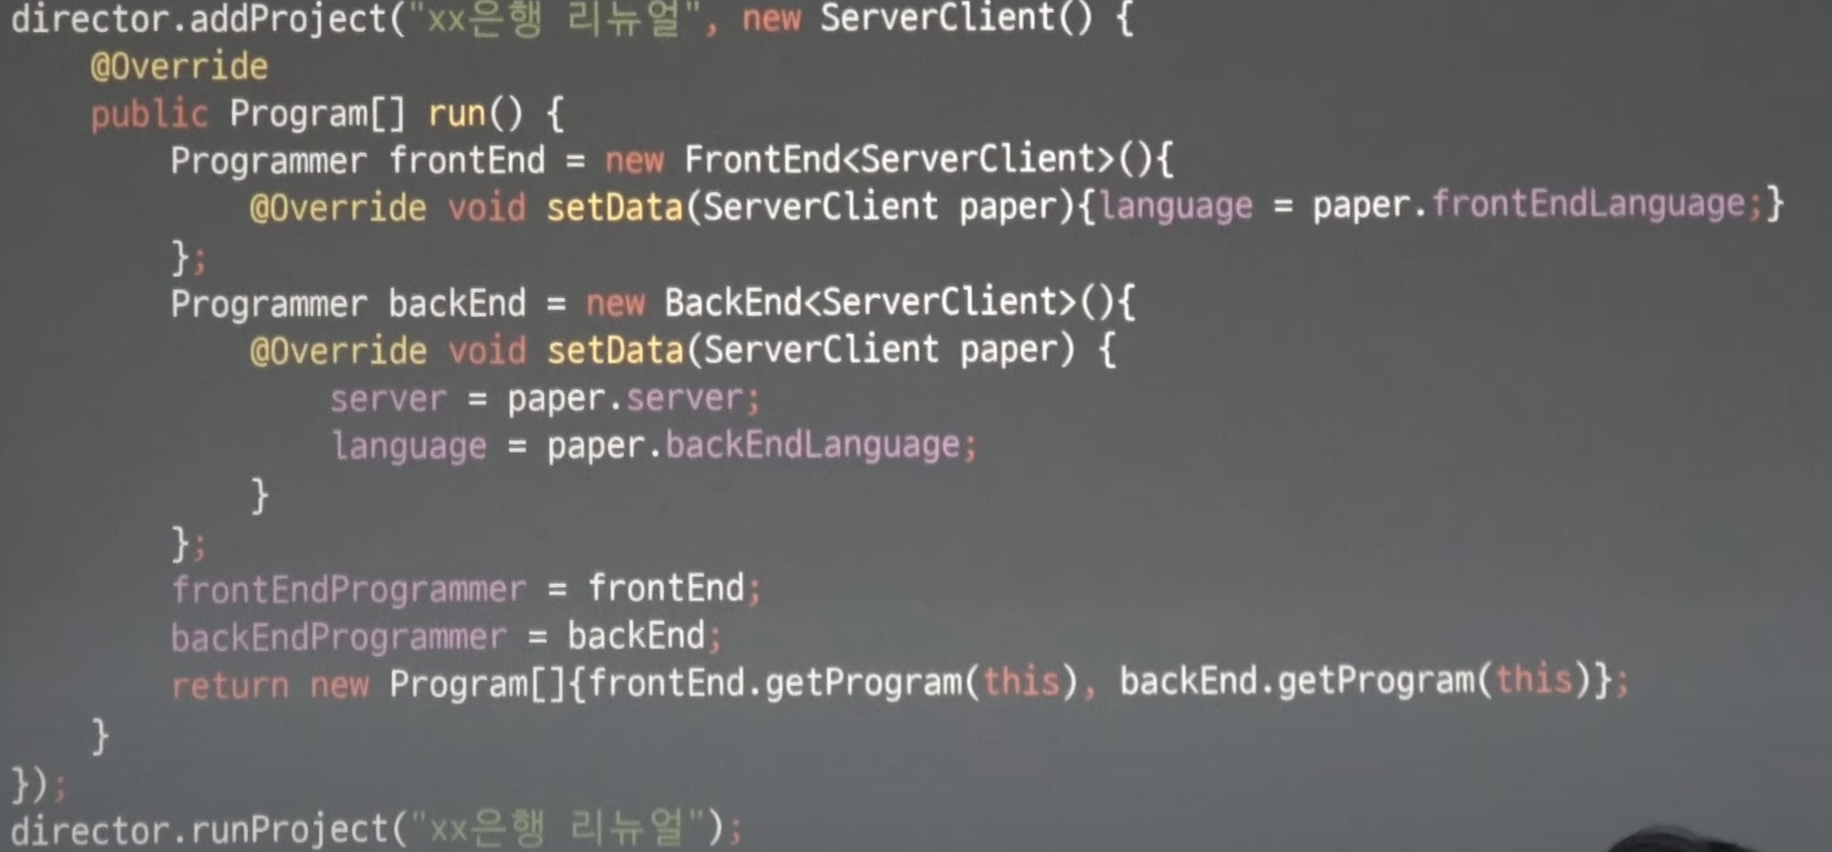 director.addProject("xx은행 리뉴얼", new ServerClient() {
    @Override
    public Program[] run() {
        Programmer frontEnd = new FrontEnd<ServerClient>(){
            @Override void setData(ServerClient paper){language = paper.frontEndLanguage;}
        };
        Programmer backEnd = new BackEnd<ServerClient>(){
            @Override void setData(ServerClient paper) {
                server = paper.server;
                language = paper.backEndLanguage;
            }
        };
        frontEndProgrammer = frontEnd;
        backEndProgrammer = backEnd;
        return new Program[]{frontEnd.getProgram(this), backEnd.getProgram(this)};
    }
});
director.runProject("xx은행 리뉴얼");